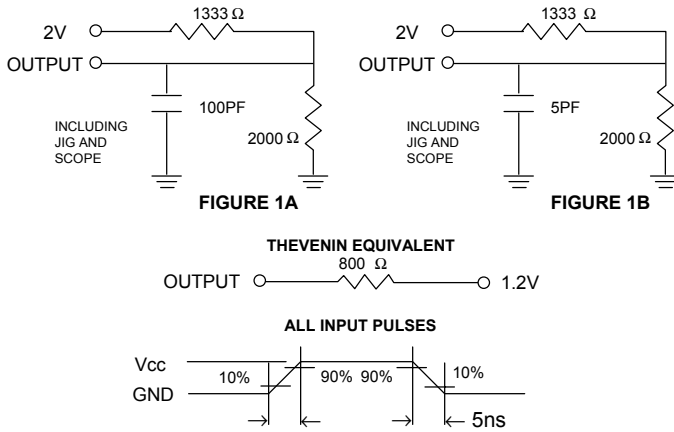 1333 Ω
2V
OUTPUT
100PF
INCLUDING
JIG AND
SCOPE
2000 Ω
FIGURE 1A
1333 Ω
2V
OUTPUT
5PF
INCLUDING
JIG AND
SCOPE
2000 Ω
FIGURE 1B
THEVENIN EQUIVALENT
800 Ω
OUTPUT 1.2V
ALL INPUT PULSES
Vcc
10% 90% 90% 10%
GND
5ns